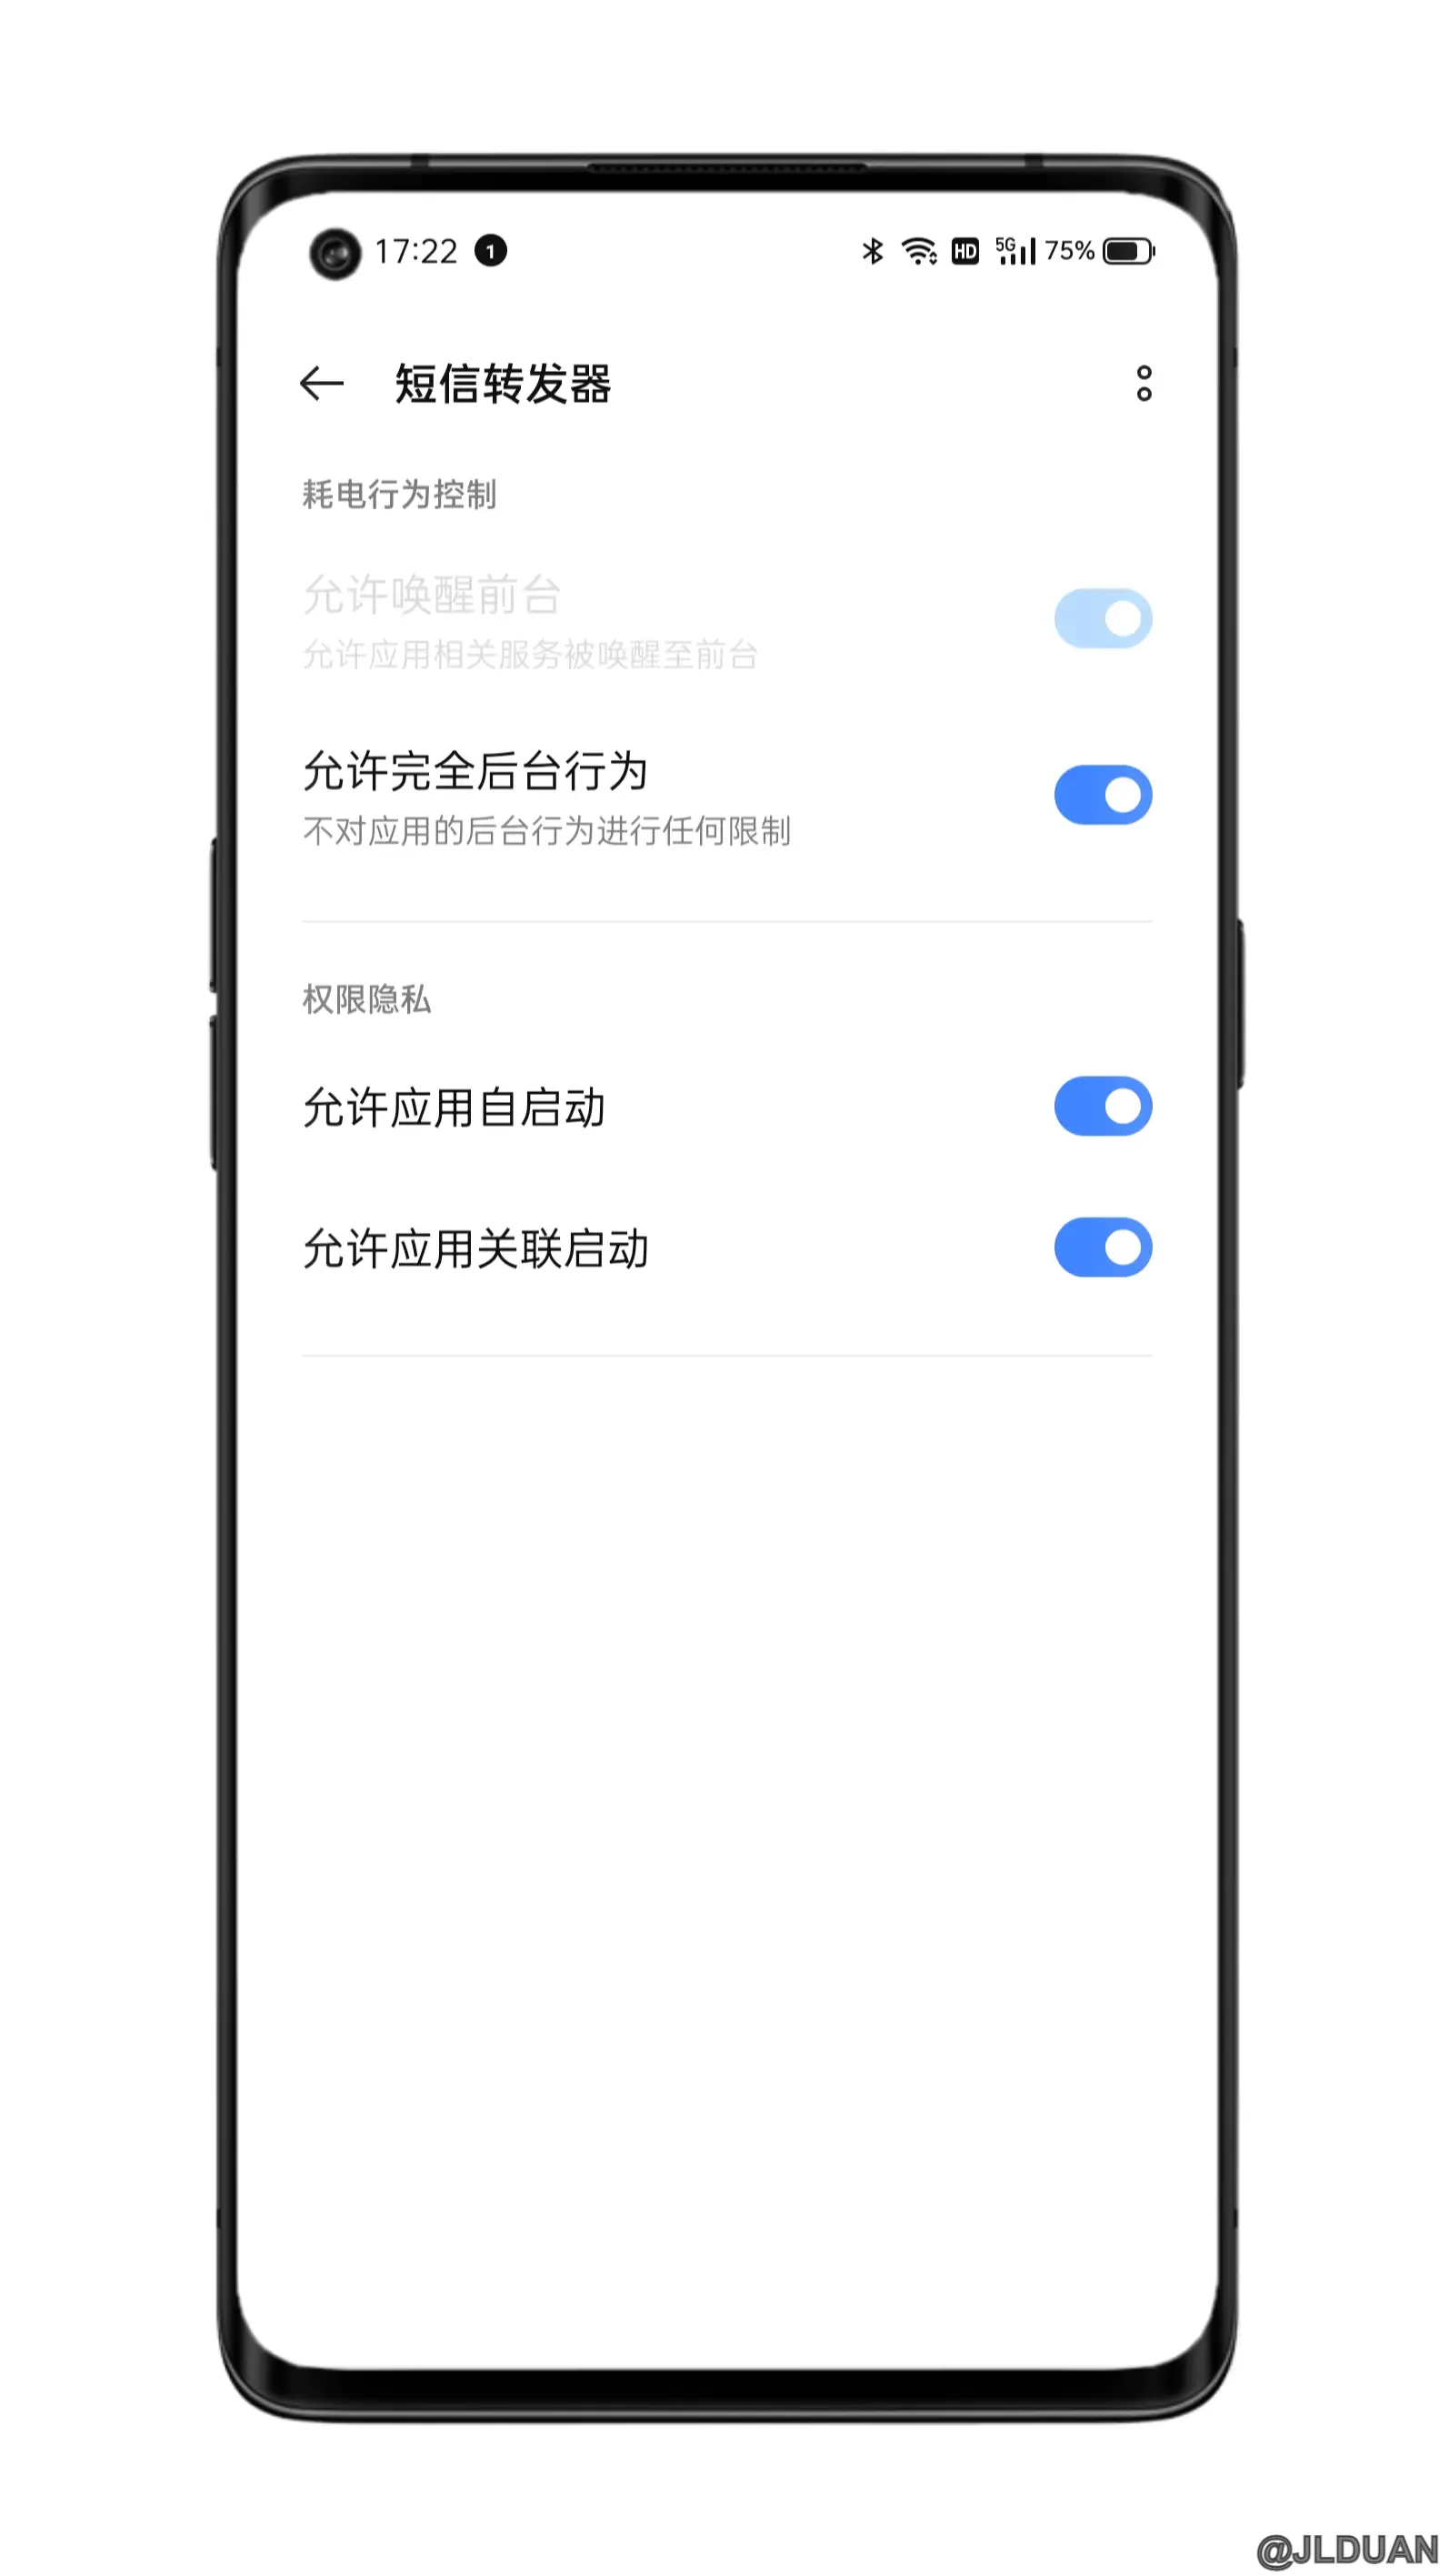 17:22 1 HD 5G 75%
短信转发器
耗电行为控制
允许唤醒前台
允许应用相关服务被唤醒至前台
允许完全后台行为
不对应用的后台行为进行任何限制
权限隐私
允许应用自启动
允许应用关联启动
@JLDUAN